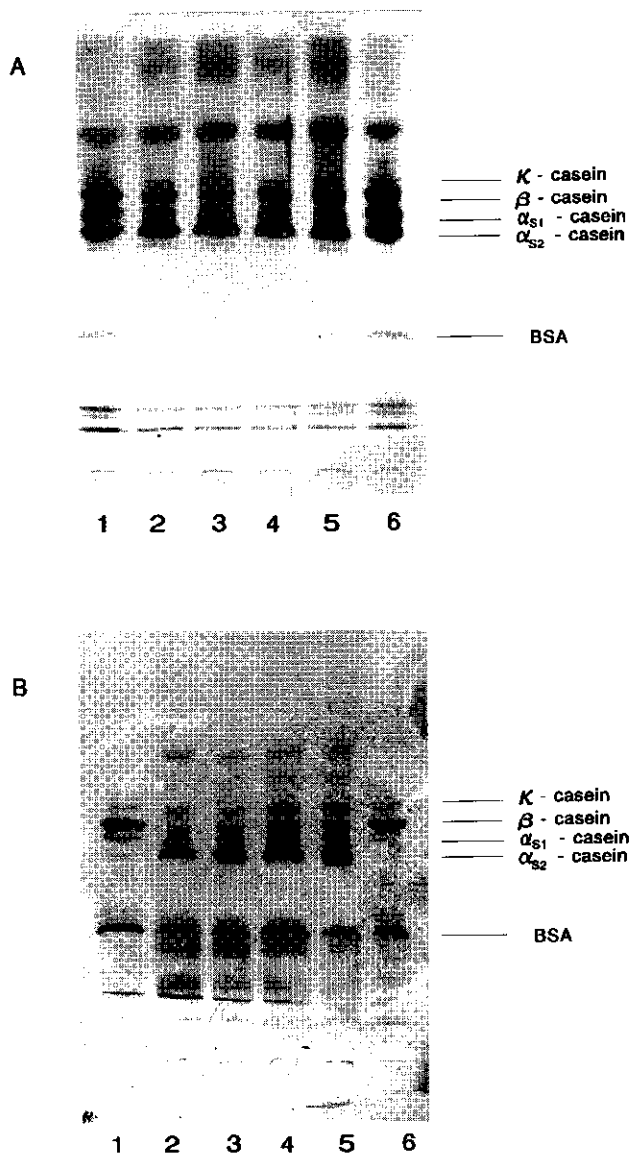 A
K - casein
β - casein
αS1 - casein
αS2 - casein
BSA
1 2 3 4 5 6
B
K - casein
β - casein
αS1 - casein
αS2 - casein
BSA
1 2 3 4 5 6